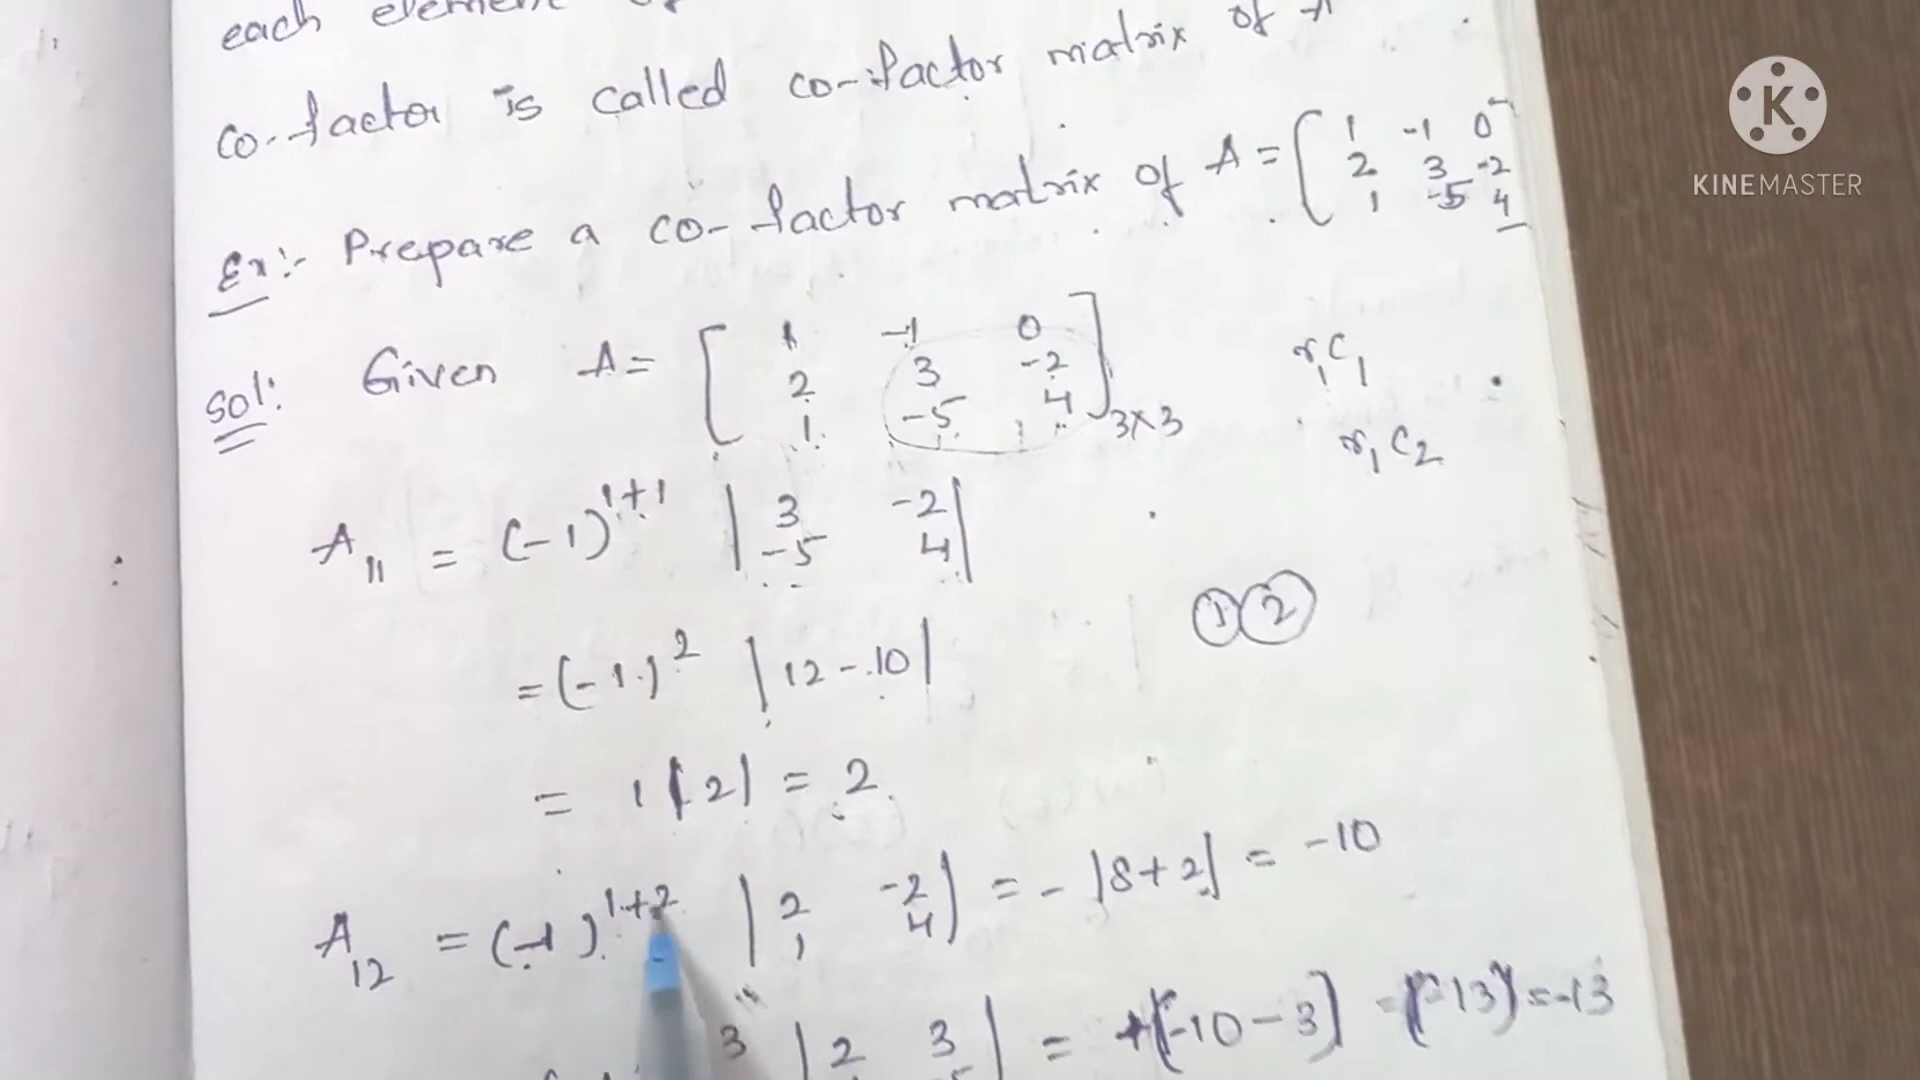 each element
co-factor is called co-factor matrix of A
Ex:- Prepare a co-factor matrix of A = [ 1 -1 0
2 3 -2
1 -5 4
Sol: Given A = [ 1 -1 0
2 3 -2
1 -5 4 ] 3×3
r₁C₁
r₁C₂
A₁₁ = (-1)¹⁺¹ | 3 -2
-5 4 |
= (-1)² | 12 - 10 |
① ②
= 1 | 2 | = 2
A₁₂ = (-1)¹⁺² | 2 -2
1 4 | = - | 8+2 | = -10
3 | 2 3 | = +(-10-3) = (-13) = -13
K
KINEMASTER